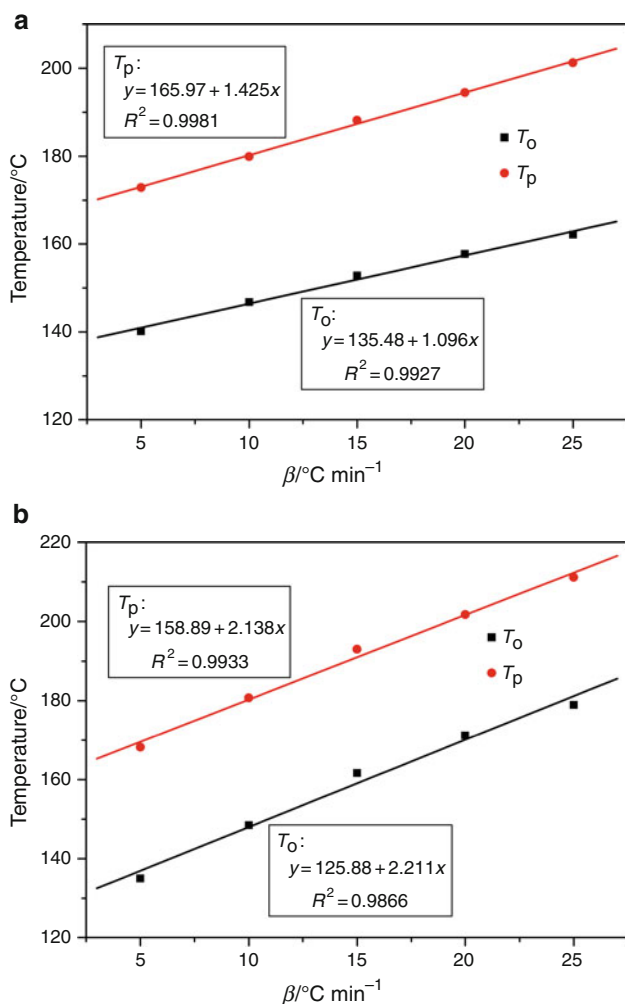 a
200
180
160
140
120
Temperature/°C
Tp:
y=165.97+1.425x
R²=0.9981
To
Tp
To:
y=135.48+1.096x
R²=0.9927
5 10 15 20 25
β/°C min⁻¹
b
220
200
180
160
140
120
Temperature/°C
Tp:
y=158.89+2.138x
R²=0.9933
To
Tp
To:
y=125.88+2.211x
R²=0.9866
5 10 15 20 25
β/°C min⁻¹